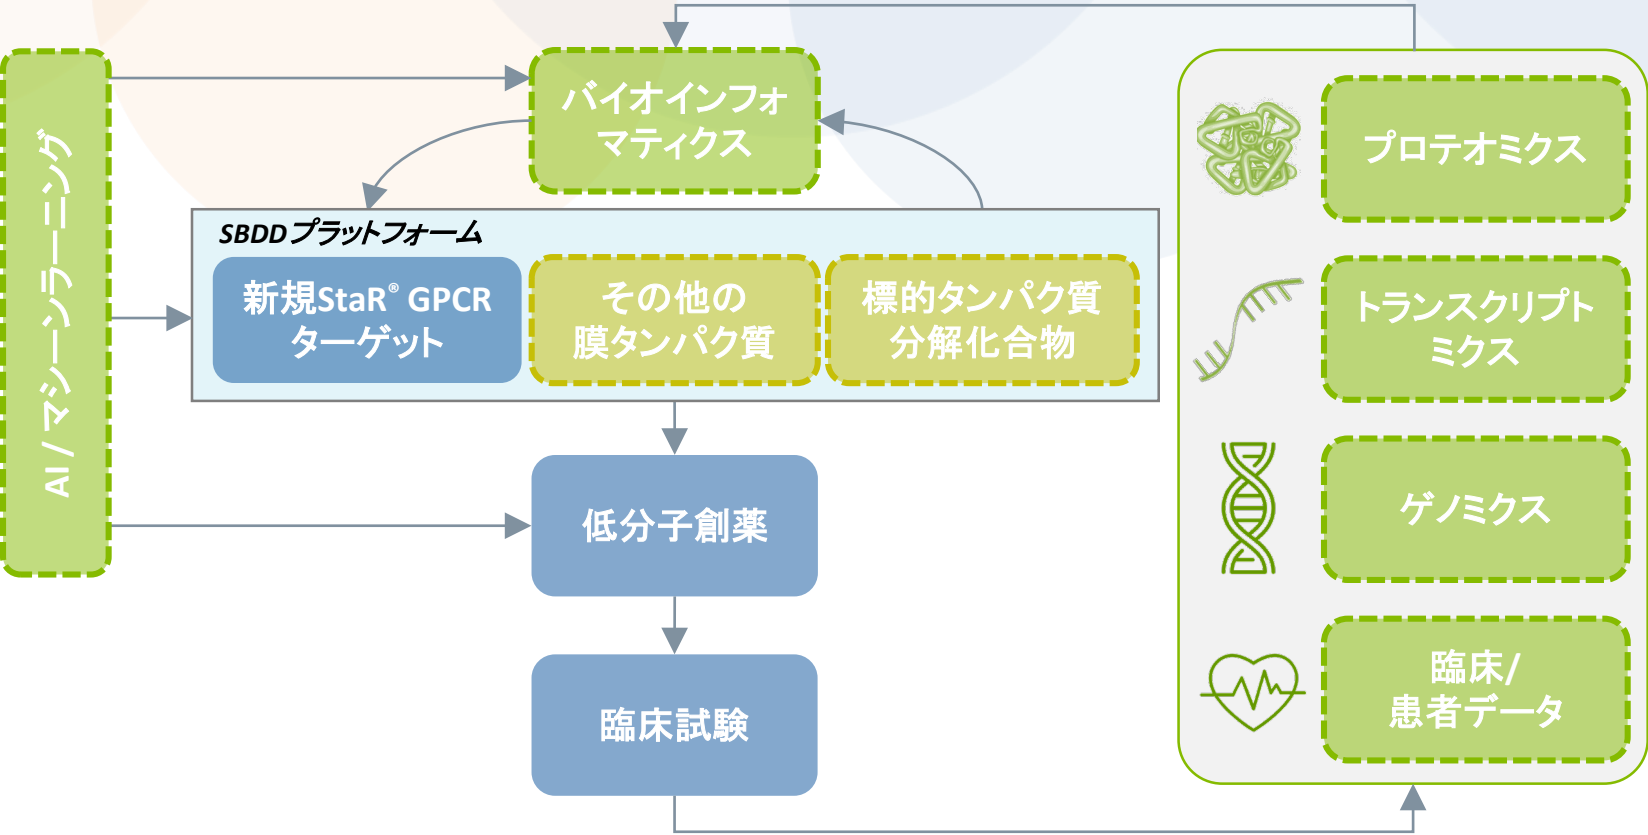 AI / マシーンラーニング
バイオインフォ
マティクス
SBDDプラットフォーム
新規StaR® GPCR
ターゲット
その他の
膜タンパク質
標的タンパク質
分解化合物
低分子創薬
臨床試験
プロテオミクス
トランスクリプト
ミクス
ゲノミクス
臨床/
患者データ